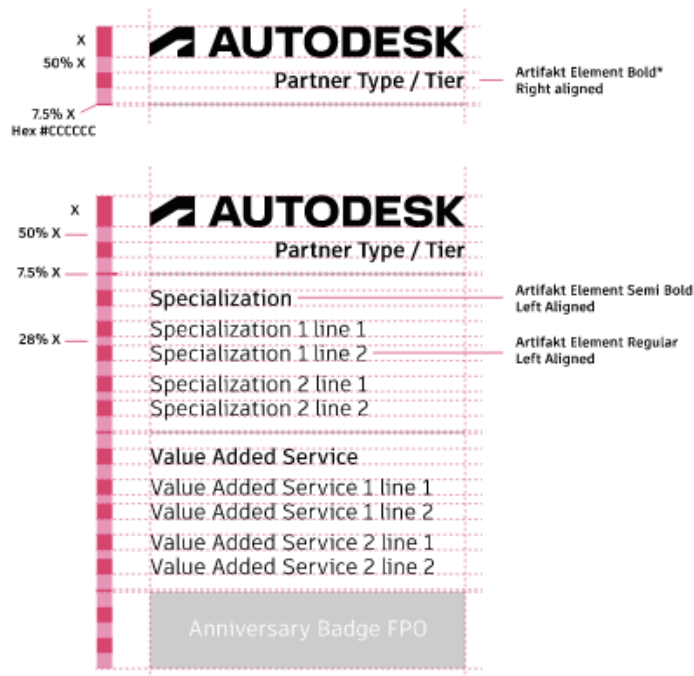 X
AUTODESK
50% X
Partner Type / Tier
Artifakt Element Bold*
Right aligned
7.5% X
Hex #CCCCCC
X
AUTODESK
50% X
Partner Type / Tier
7.5% X
Specialization
Artifakt Element Semi Bold
Left Aligned
Specialization 1 line 1
28% X
Specialization 1 line 2
Artifakt Element Regular
Left Aligned
Specialization 2 line 1
Specialization 2 line 2
Value Added Service
Value Added Service 1 line 1
Value Added Service 1 line 2
Value Added Service 2 line 1
Value Added Service 2 line 2
Anniversary Badge FPO